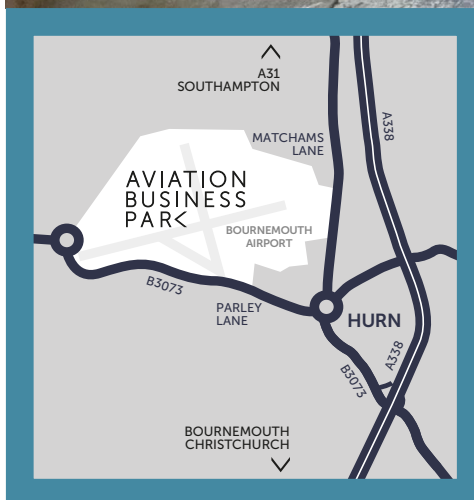 A31
SOUTHAMPTON
A338
MATCHAMS
LANE
AVIATION
BUSINESS
PARK
BOURNEMOUTH
AIRPORT
B3073
PARLEY
LANE
HURN
A338
B3073
BOURNEMOUTH
CHRISTCHURCH